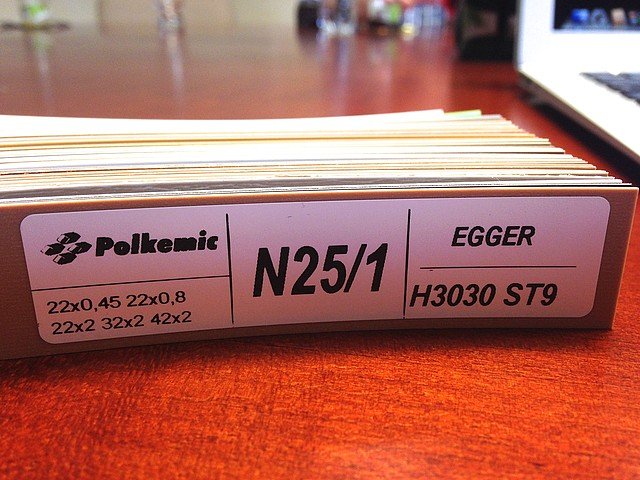 Polkemic
22x0,45 22x0,8
22x2 32x2 42x2
N25/1
EGGER
H3030 ST9